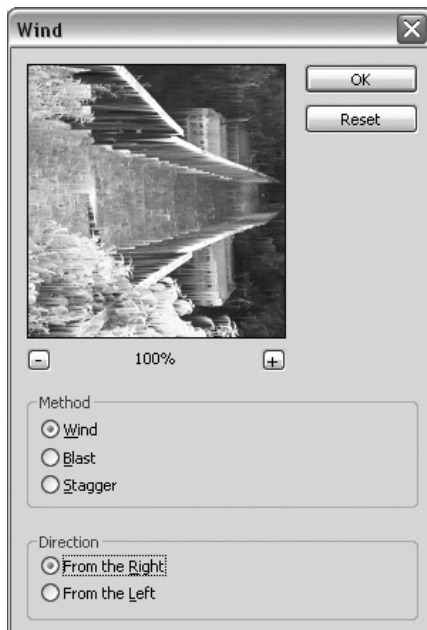 Wind
OK
Reset
- 100% +
Method
Wind
Blast
Stagger
Direction
From the Right
From the Left